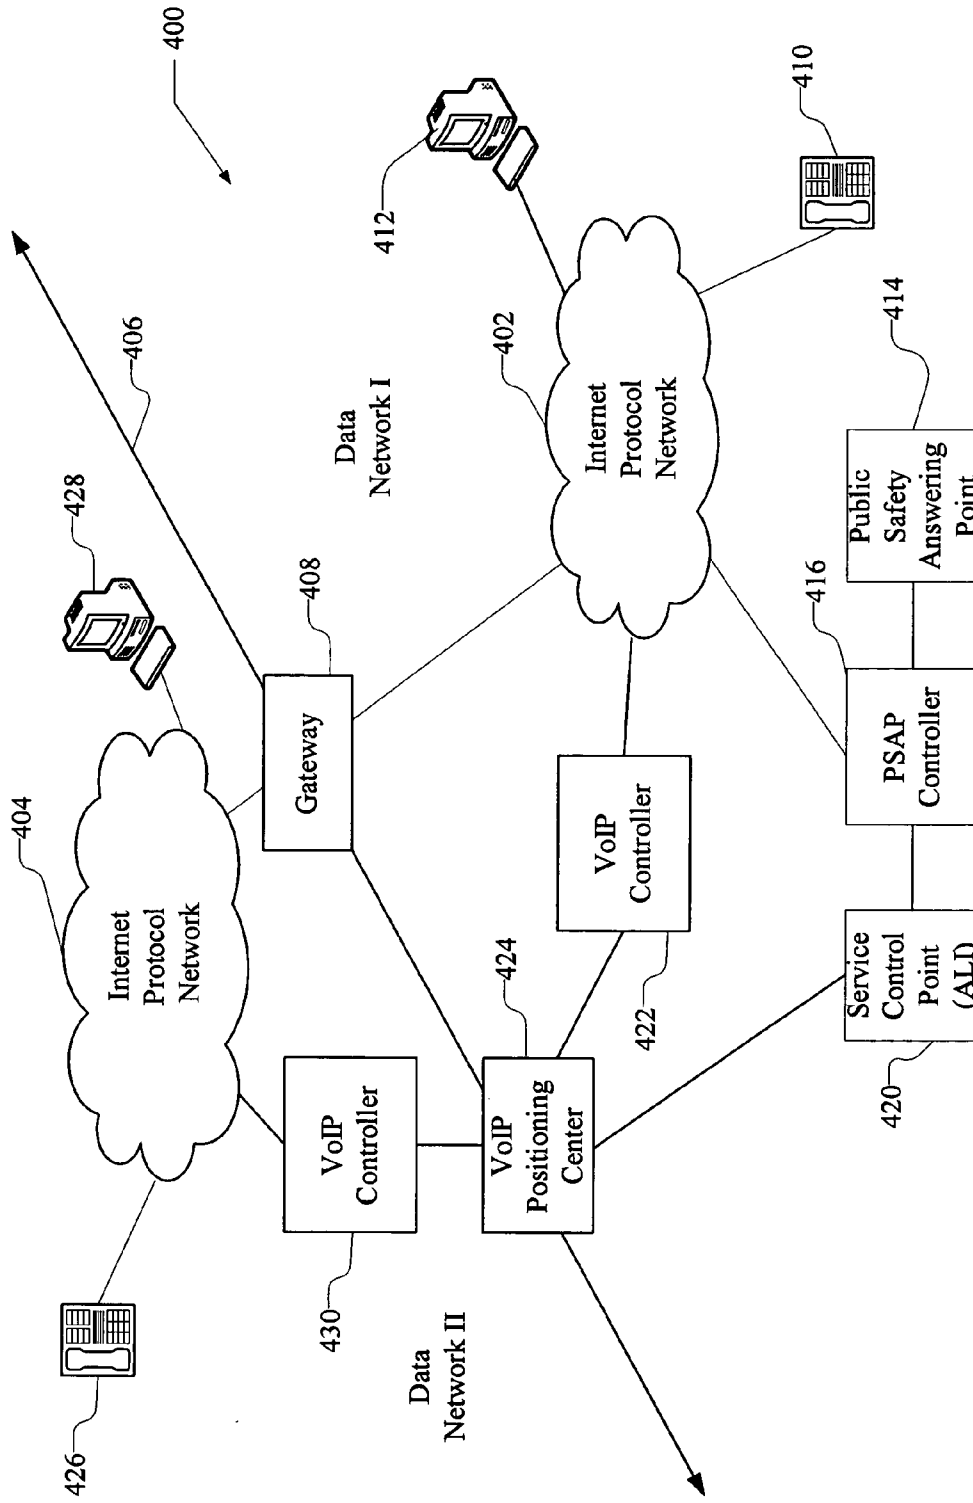 400
406
428
404
426
Internet
Protocol
Network
Gateway
408
VoIP
Controller
430
Data
Network II
Data
Network I
412
402
Internet
Protocol
Network
424
VoIP
Positioning
Center
VoIP
Controller
422
410
420
Service
Control
Point
(ALI)
416
PSAP
Controller
414
Public
Safety
Answering
Point